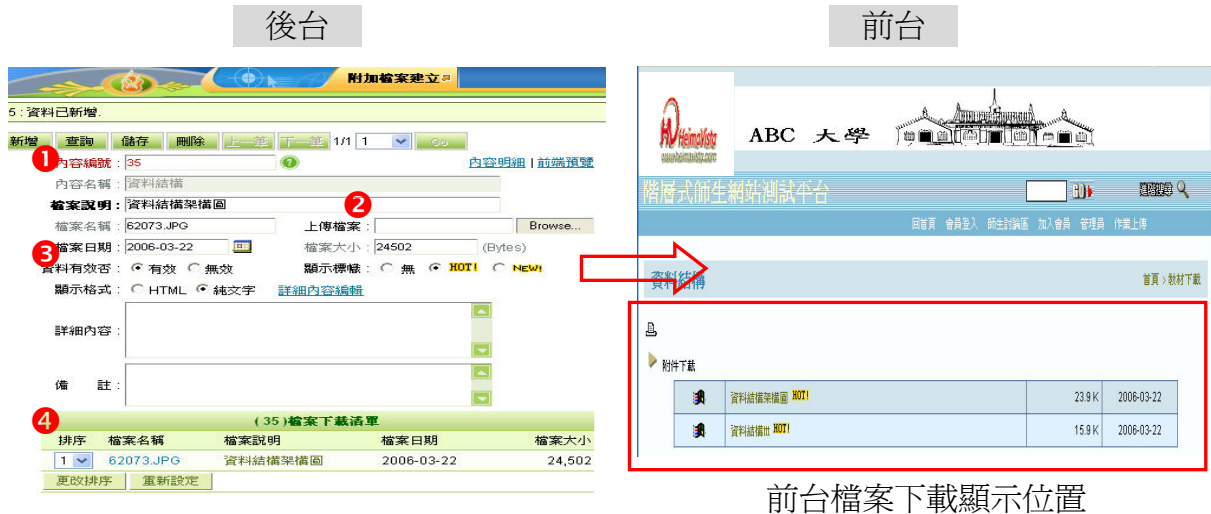 後台
前台
附加檔案建立
5 : 資料已新增.
新增 查詢 儲存 刪除 上一筆 下一筆 1/1 1 Go
1 內容編號 : 35 ? 內容明細 | 前端預覽
內容名稱 : 資料結構
檔案說明 : 資料結構架構圖
2
檔案名稱 : 62073.JPG 上傳檔案 : Browse...
3 檔案日期 : 2006-03-22 檔案大小 : 24502 (Bytes)
資料有效否 : 有效 無效 顯示標幟 : 無 HOT! NEW!
顯示格式 : HTML 純文字 詳細內容編輯
詳細內容 :
備 註 :
4 ( 35 )檔案下載清單
排序 檔案名稱 檔案說明 檔案日期 檔案大小
1 62073.JPG 資料結構架構圖 2006-03-22 24,502
更改排序 重新設定
HeimaVista
www.heimavista.com
ABC 大學
階層式師生網站測試平台
GO
回首頁 會員登入 師生討論區 加入會員 管理員 作業上傳
資料結構 首頁 > 教材下載
附件下載
資料結構架構圖 HOT! 23.9 K 2006-03-22
資料結構 HOT! 15.9 K 2006-03-22
前台檔案下載顯示位置